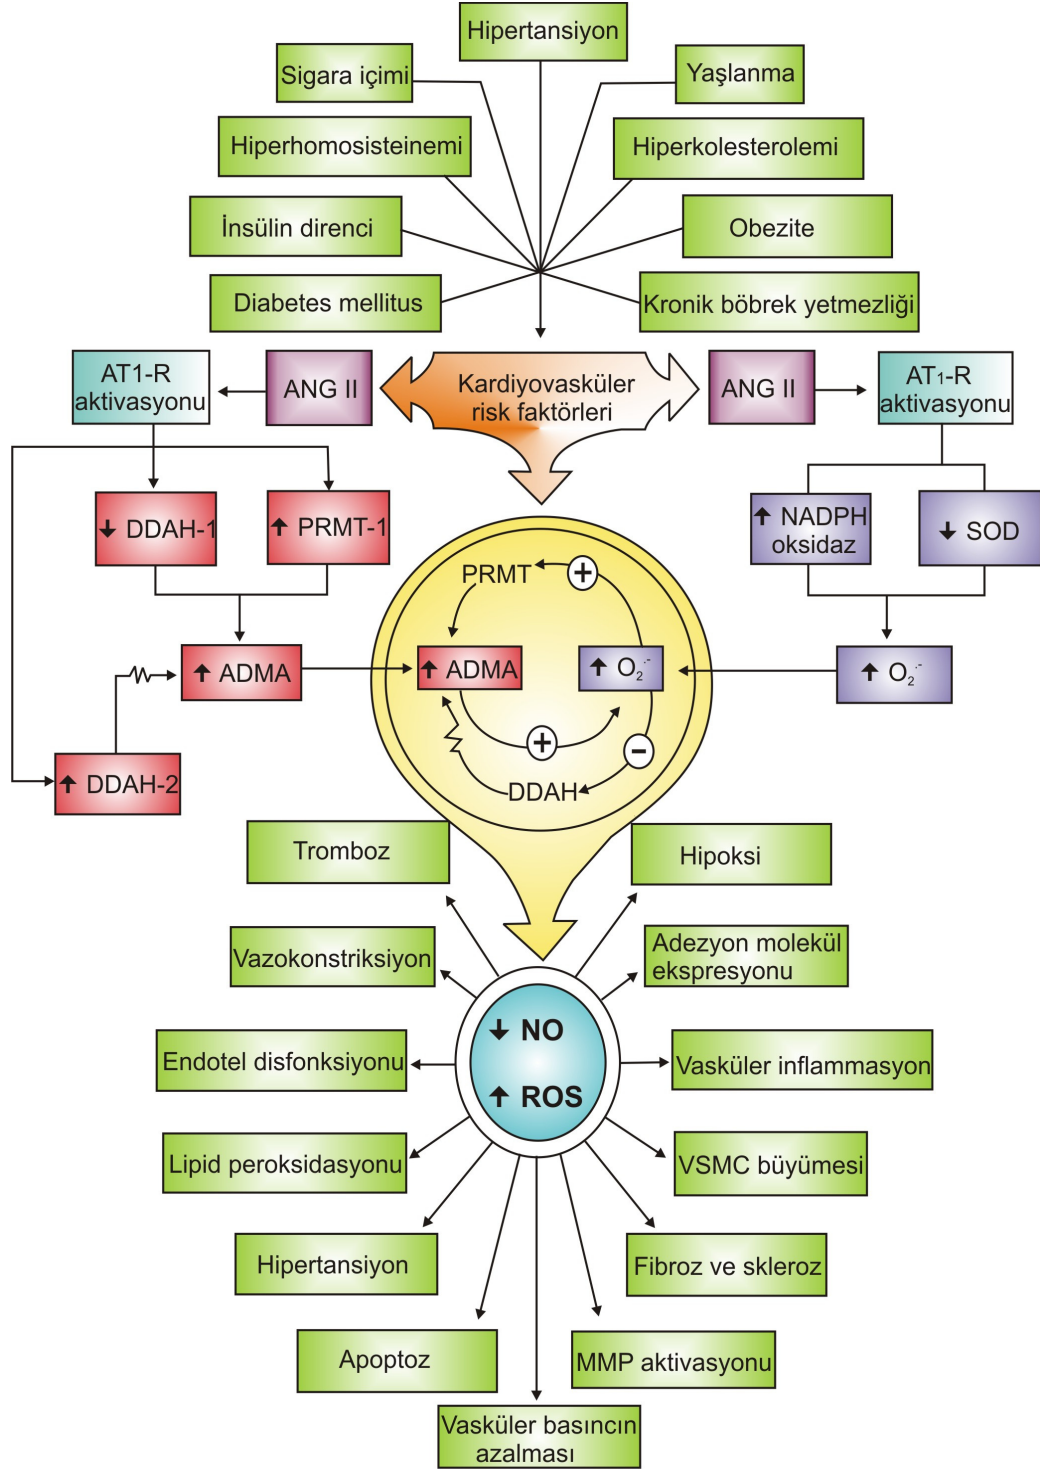 Hipertansiyon
Sigara içimi
Yaşlanma
Hiperhomosisteinemi
Hiperkolesterolemi
İnsülin direnci
Obezite
Diabetes mellitus
Kronik böbrek yetmezliği
AT1-R
aktivasyonu
ANG II
Kardiyovasküler
risk faktörleri
ANG II
AT1-R
aktivasyonu
↓ DDAH-1
↑ PRMT-1
↑ NADPH
oksidaz
↓ SOD
PRMT
+
↑ ADMA
↑ ADMA
↑ O₂·-
↑ O₂·-
+
-
DDAH
↑ DDAH-2
Tromboz
Hipoksi
Vazokonstriksiyon
Adezyon molekül
ekspresyonu
↓ NO
↑ ROS
Endotel disfonksiyonu
Vasküler inflammasyon
Lipid peroksidasyonu
VSMC büyümesi
Hipertansiyon
Fibroz ve skleroz
Apoptoz
MMP aktivasyonu
Vasküler basıncın
azalması